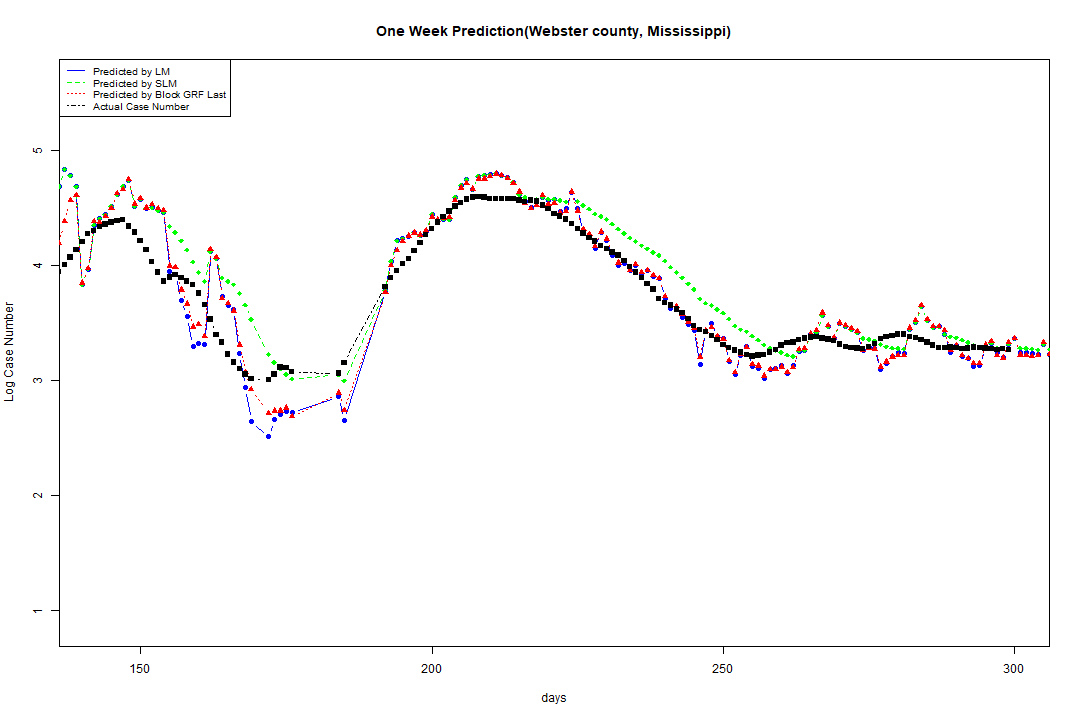 One Week Prediction(Webster county, Mississippi)
Predicted by LM
Predicted by SLM
Predicted by Block GRF Last
Actual Case Number
5
4
3
2
1
Log Case Number
150 200 250 300
days